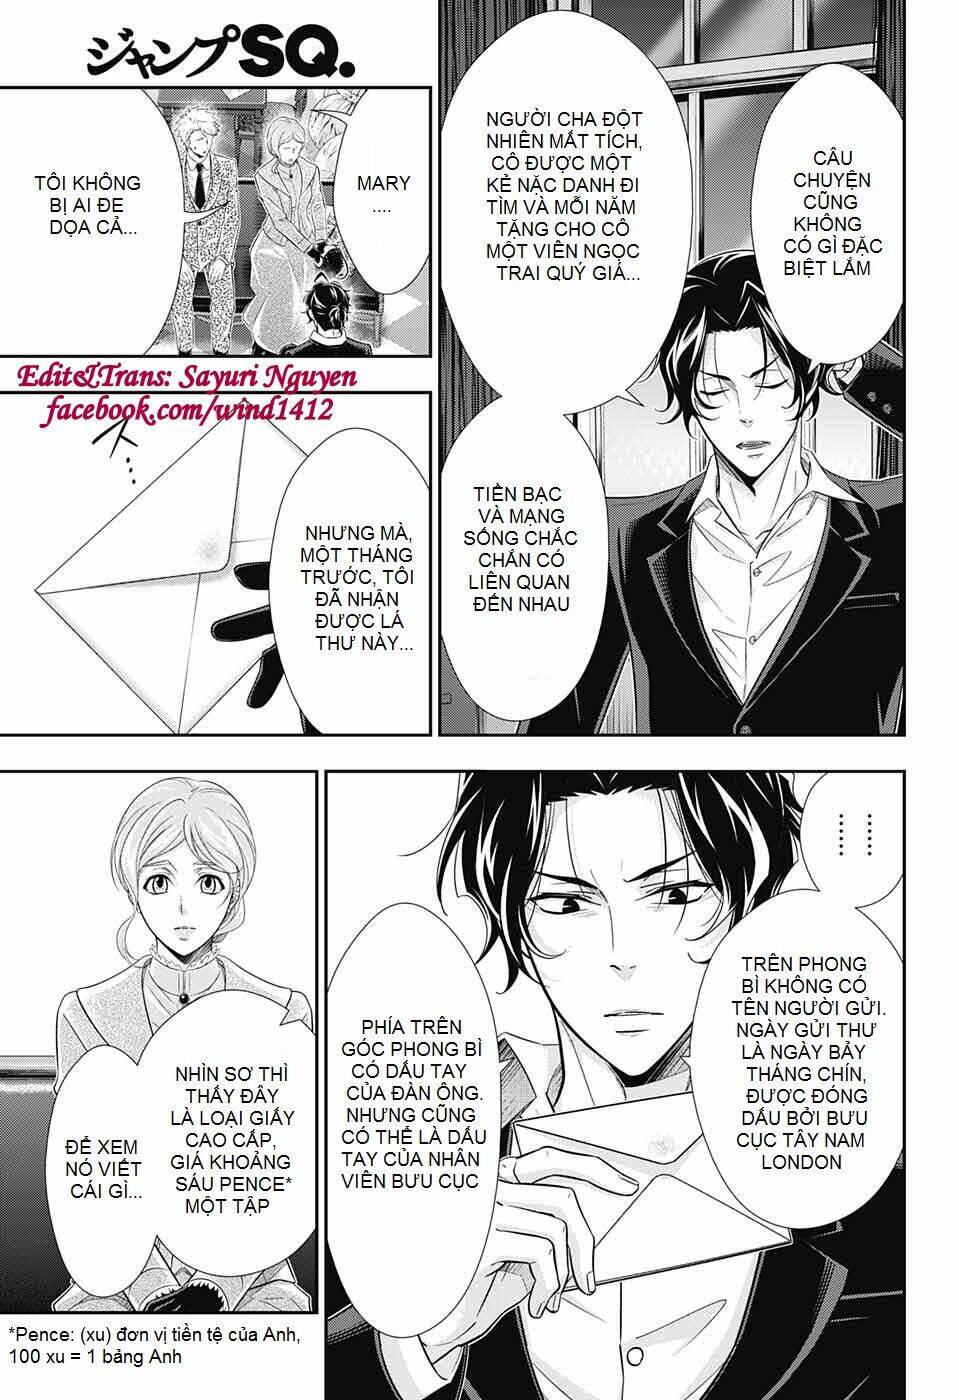 ジャンプSQ.
CÂU
CHUYỆN
CŨNG
KHÔNG
CÓ GÌ ĐẶC
BIỆT LẮM
NGƯỜI CHA ĐỘT
NHIÊN MẤT TÍCH,
CÔ ĐƯỢC MỘT
KẺ NẶC DANH ĐI
TÌM VÀ MỖI NĂM
TẶNG CHO CÔ
MỘT VIÊN NGỌC
TRAI QUÝ GIÁ...
TIỀN BẠC
VÀ MẠNG
SỐNG CHẮC
CHẮN CÓ
LIÊN QUAN
ĐẾN NHAU
MARY
....
TÔI KHÔNG
BỊ AI ĐE
DỌA CẢ...
Edit&Trans: Sayuri Nguyen
facebook.com/wind1412
NHƯNG MÀ,
MỘT THÁNG
TRƯỚC, TÔI
ĐÃ NHẬN
ĐƯỢC LÁ
THƯ NÀY...
TRÊN PHONG
BÌ KHÔNG CÓ
TÊN NGƯỜI GỬI.
NGÀY GỬI THƯ
LÀ NGÀY BẢY
THÁNG CHÍN,
ĐƯỢC ĐÓNG
DẤU BỞI BƯU
CỤC TÂY NAM
LONDON
PHÍA TRÊN
GÓC PHONG BÌ
CÓ DẤU TAY
CỦA ĐÀN ÔNG.
NHƯNG CŨNG
CÓ THỂ LÀ DẤU
TAY CỦA NHÂN
VIÊN BƯU CỤC
NHÌN SƠ THÌ
THẤY ĐÂY
LÀ LOẠI GIẤY
CAO CẤP,
GIÁ KHOẢNG
SÁU PENCE*
MỘT TẬP
ĐỂ XEM
NÓ VIẾT
CÁI GÌ...
*Pence: (xu) đơn vị tiền tệ của Anh,
100 xu = 1 bảng Anh